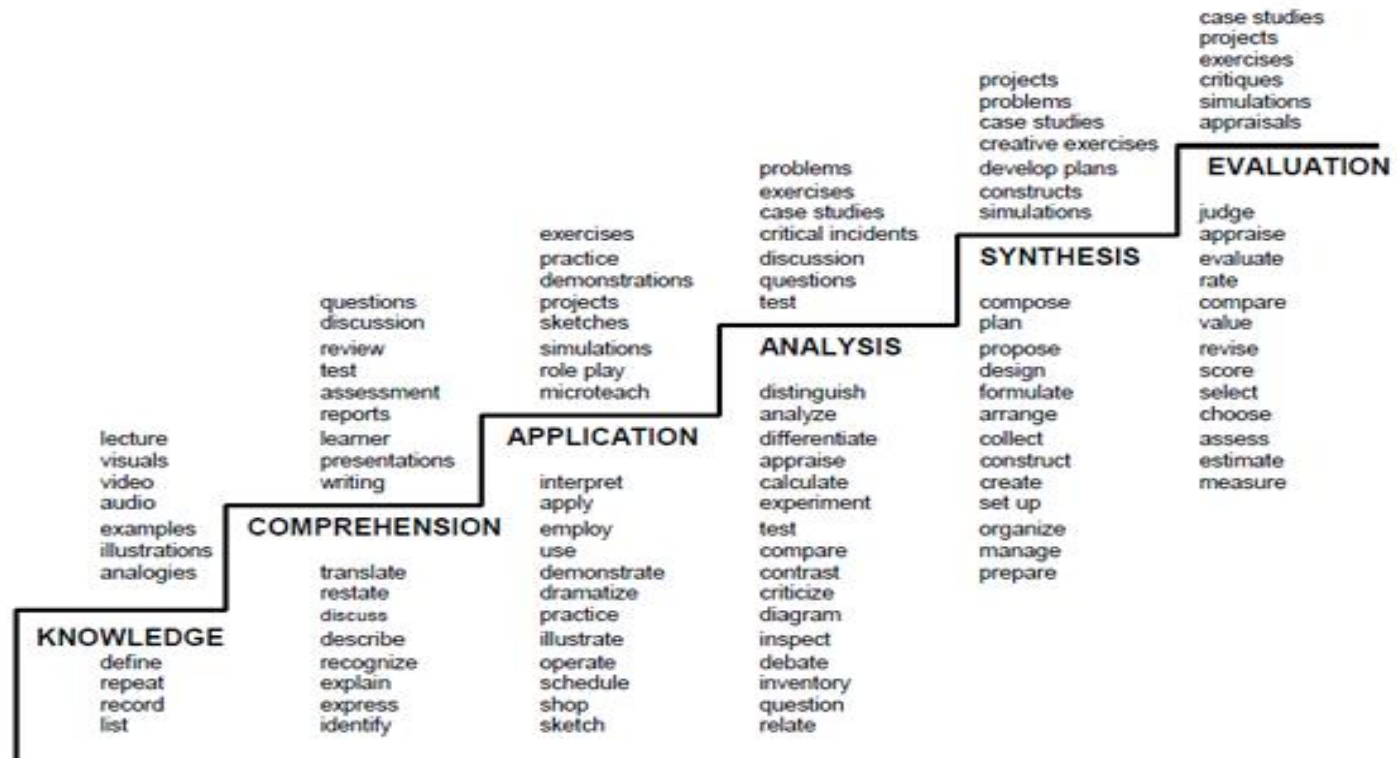 lecture
visuals
video
audio
examples
illustrations
analogies
KNOWLEDGE
define
repeat
record
list
questions
discussion
review
test
assessment
reports
learner
presentations
writing
COMPREHENSION
translate
restate
discuss
describe
recognize
explain
express
identify
exercises
practice
demonstrations
projects
sketches
simulations
role play
microteach
APPLICATION
interpret
apply
employ
use
demonstrate
dramatize
practice
illustrate
operate
schedule
shop
sketch
problems
exercises
case studies
critical incidents
discussion
questions
test
ANALYSIS
distinguish
analyze
differentiate
appraise
calculate
experiment
test
compare
contrast
criticize
diagram
inspect
debate
inventory
question
relate
projects
problems
case studies
creative exercises
develop plans
constructs
simulations
SYNTHESIS
compose
plan
propose
design
formulate
arrange
collect
construct
create
set up
organize
manage
prepare
case studies
projects
exercises
critiques
simulations
appraisals
EVALUATION
judge
appraise
evaluate
rate
compare
value
revise
score
select
choose
assess
estimate
measure